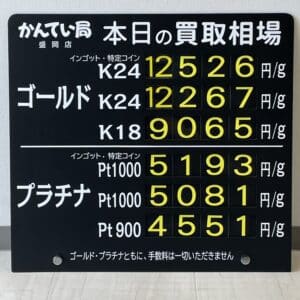 かんてい局 盛岡店 本日の買取相場
ゴールド
インゴット・特定コイン
K24 12526 円/g
K24 12267 円/g
K18 9065 円/g
プラチナ
インゴット・特定コイン
Pt1000 5193 円/g
Pt1000 5081 円/g
Pt900 4551 円/g
ゴールド・プラチナともに、手数料は一切いただきません